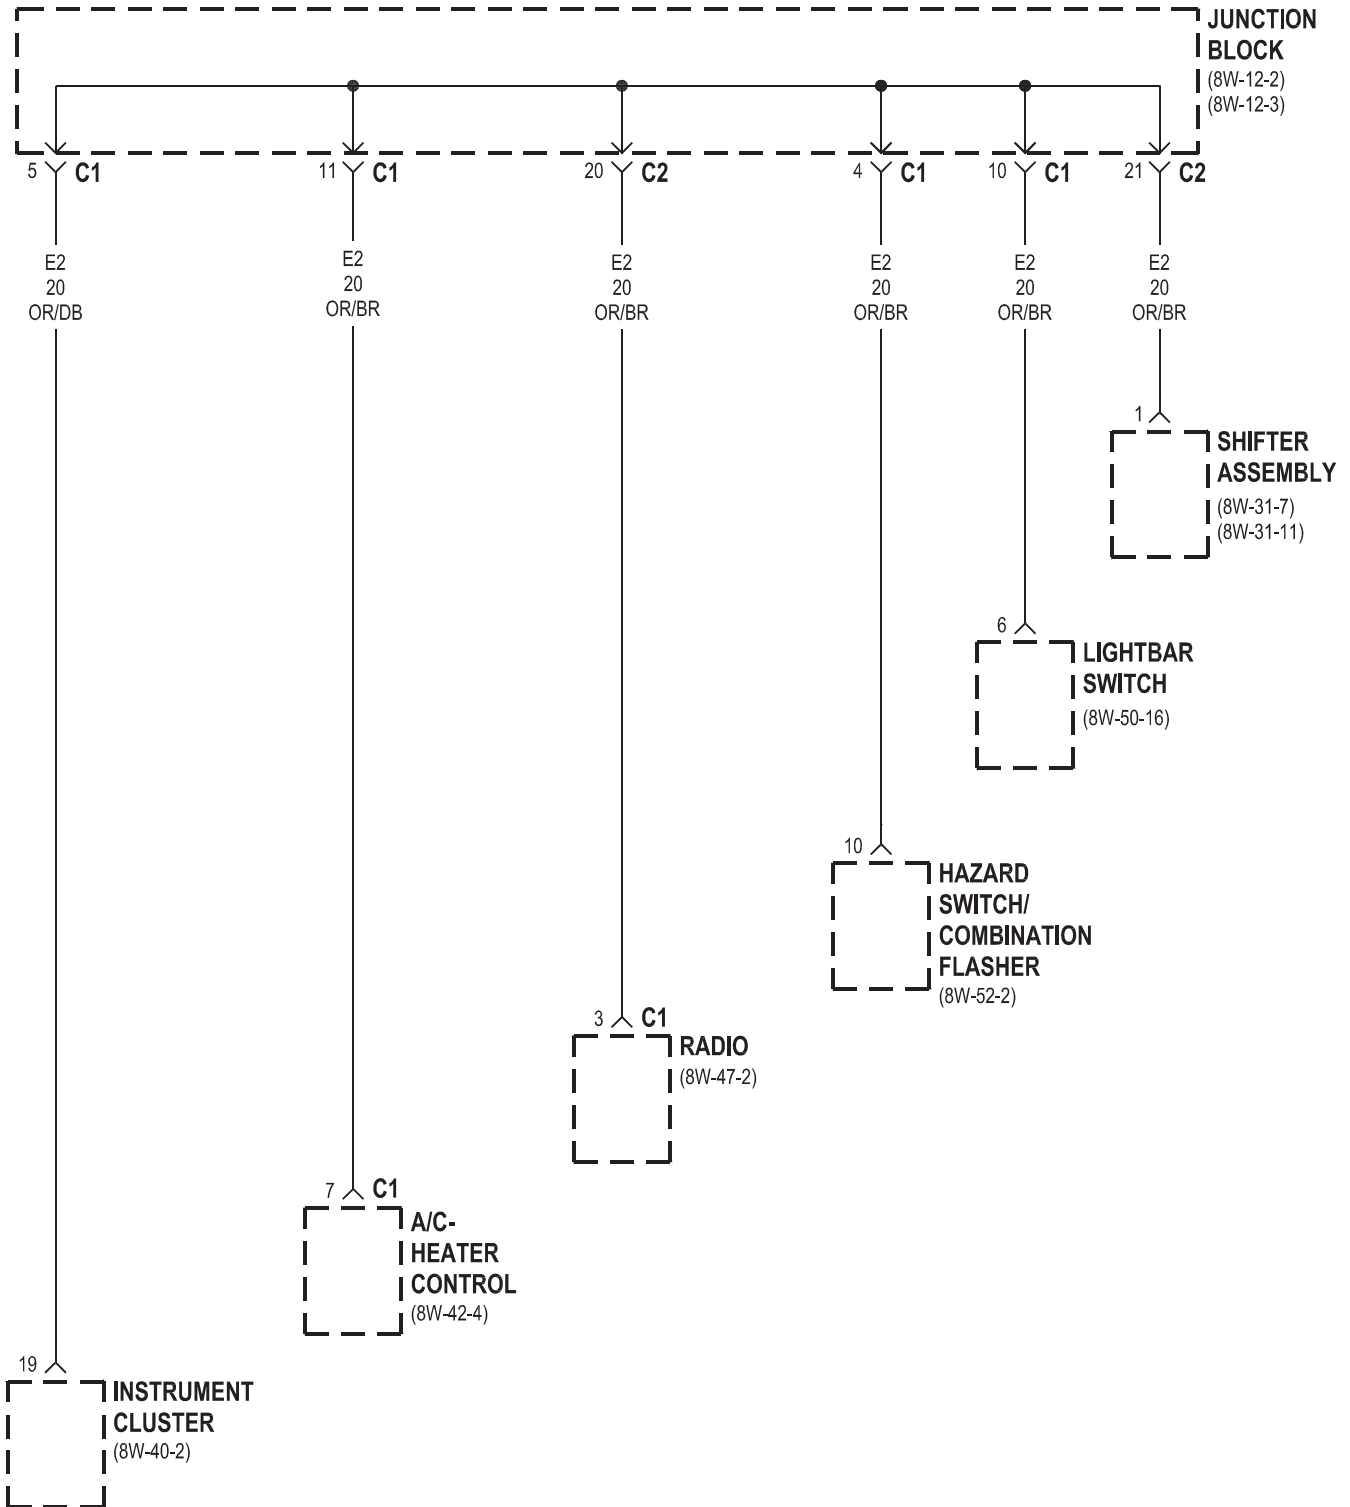 JUNCTION
BLOCK
(8W-12-2)
(8W-12-3)
5 C1
11 C1
20 C2
4 C1
10 C1
21 C2
E2
20
OR/DB
E2
20
OR/BR
E2
20
OR/BR
E2
20
OR/BR
E2
20
OR/BR
E2
20
OR/BR
1
SHIFTER
ASSEMBLY
(8W-31-7)
(8W-31-11)
6
LIGHTBAR
SWITCH
(8W-50-16)
10
HAZARD
SWITCH/
COMBINATION
FLASHER
(8W-52-2)
3 C1
RADIO
(8W-47-2)
7 C1
A/C-
HEATER
CONTROL
(8W-42-4)
19
INSTRUMENT
CLUSTER
(8W-40-2)